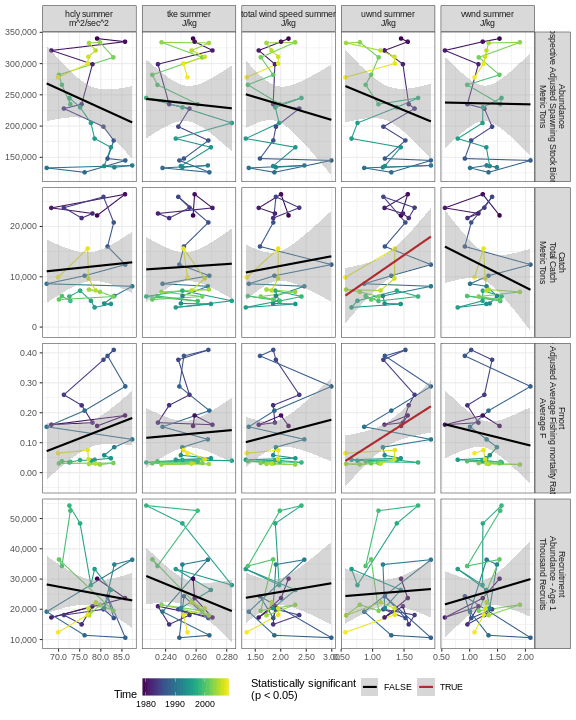 hcly summer
m^2/sec^2
tke summer
J/kg
total wind speed summer
J/kg
uwnd summer
J/kg
vwnd summer
J/kg
350,000
300,000
250,000
200,000
150,000
Abundance
Adjusted Spawning Stock
Metric Tons
20,000
10,000
0
Catch
Total Catch
Metric Tons
0.40
0.30
0.20
0.10
0.00
Fmort
Adjusted Average Fishing mortality
Average F
50,000
40,000
30,000
20,000
10,000
Recruitment
Abundance - Age 1
Thousand Recruits
70.0 75.0 80.0 85.0
0.240 0.260 0.280
1.50 2.00 2.50
1.00 1.50
0.50 1.00 1.50 2.00
Time
1980 1990 2000
Statistically significant
(p < 0.05)
FALSE
TRUE